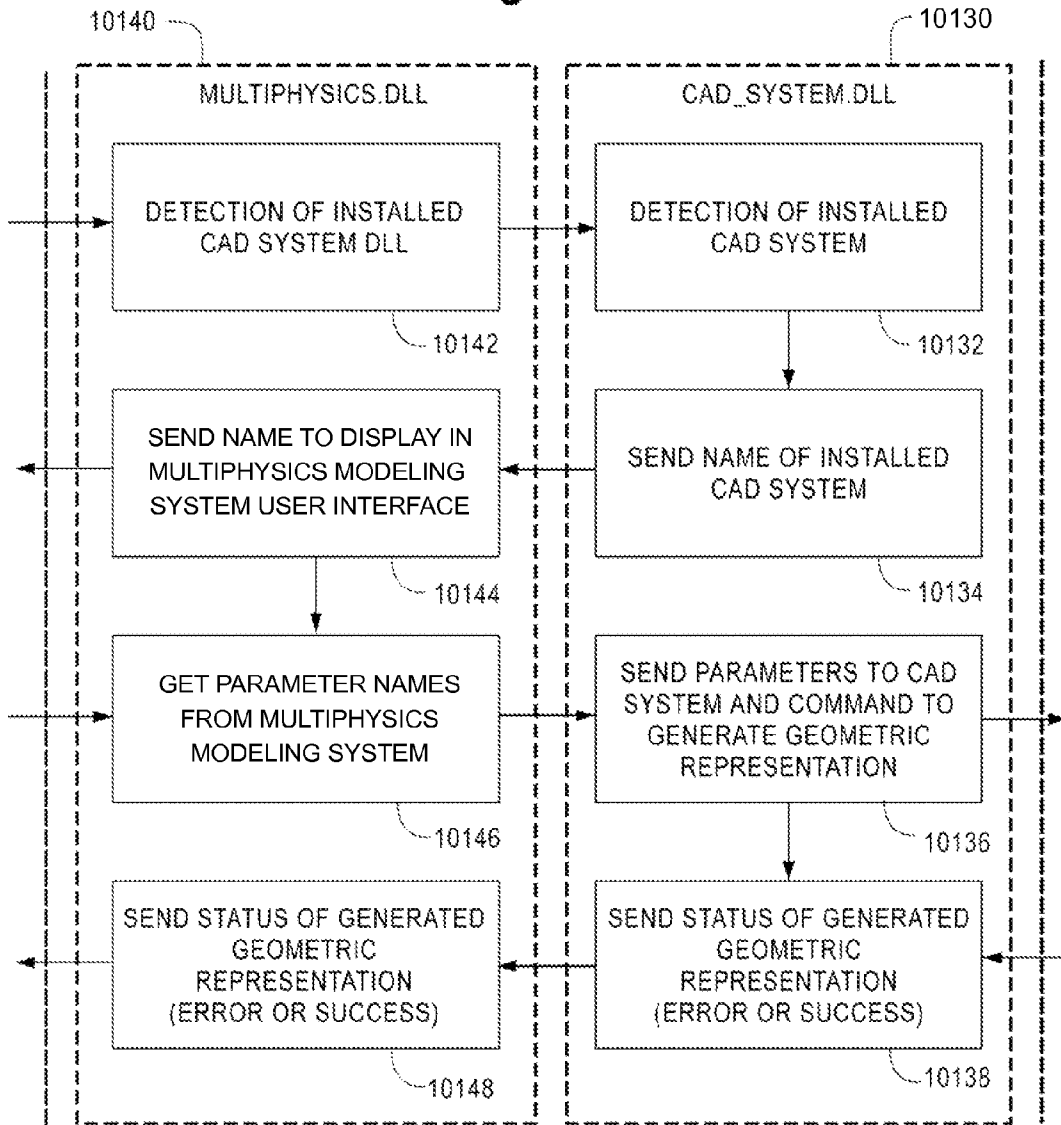 10140
10130
MULTIPHYSICS.DLL
CAD_SYSTEM.DLL
DETECTION OF INSTALLED
CAD SYSTEM DLL
10142
DETECTION OF INSTALLED
CAD SYSTEM
10132
SEND NAME TO DISPLAY IN
MULTIPHYSICS MODELING
SYSTEM USER INTERFACE
10144
SEND NAME OF INSTALLED
CAD SYSTEM
10134
GET PARAMETER NAMES
FROM MULTIPHYSICS
MODELING SYSTEM
10146
SEND PARAMETERS TO CAD
SYSTEM AND COMMAND TO
GENERATE GEOMETRIC
REPRESENTATION
10136
SEND STATUS OF GENERATED
GEOMETRIC
REPRESENTATION
(ERROR OR SUCCESS)
10148
SEND STATUS OF GENERATED
GEOMETRIC
REPRESENTATION
(ERROR OR SUCCESS)
10138